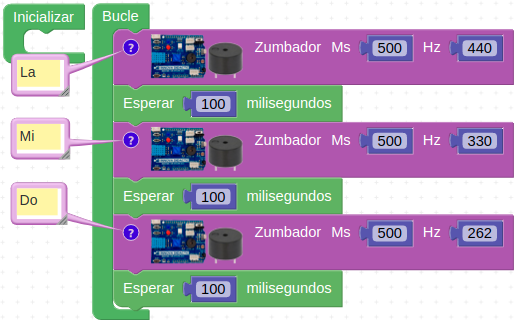 Inicializar
Bucle
La
? Zumbador Ms 500 Hz 440
Esperar 100 milisegundos
Mi
? Zumbador Ms 500 Hz 330
Esperar 100 milisegundos
Do
? Zumbador Ms 500 Hz 262
Esperar 100 milisegundos